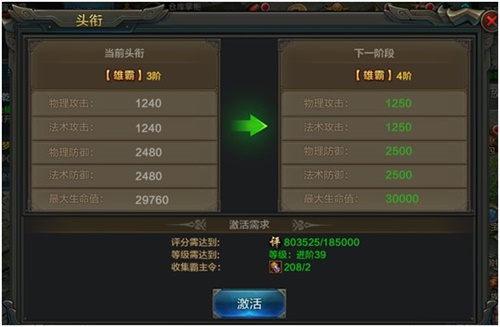 头衔
当前头衔
【雄霸】3阶
物理攻击： 1240
法术攻击： 1240
物理防御： 2480
法术防御： 2480
最大生命值： 29760
下一阶段
【雄霸】4阶
物理攻击： 1250
法术攻击： 1250
物理防御： 2500
法术防御： 2500
最大生命值： 30000
激活需求
评分需达到： 评 803525/185000
等级需达到： 等级：进阶39
收集霸主令： 208/2
激活